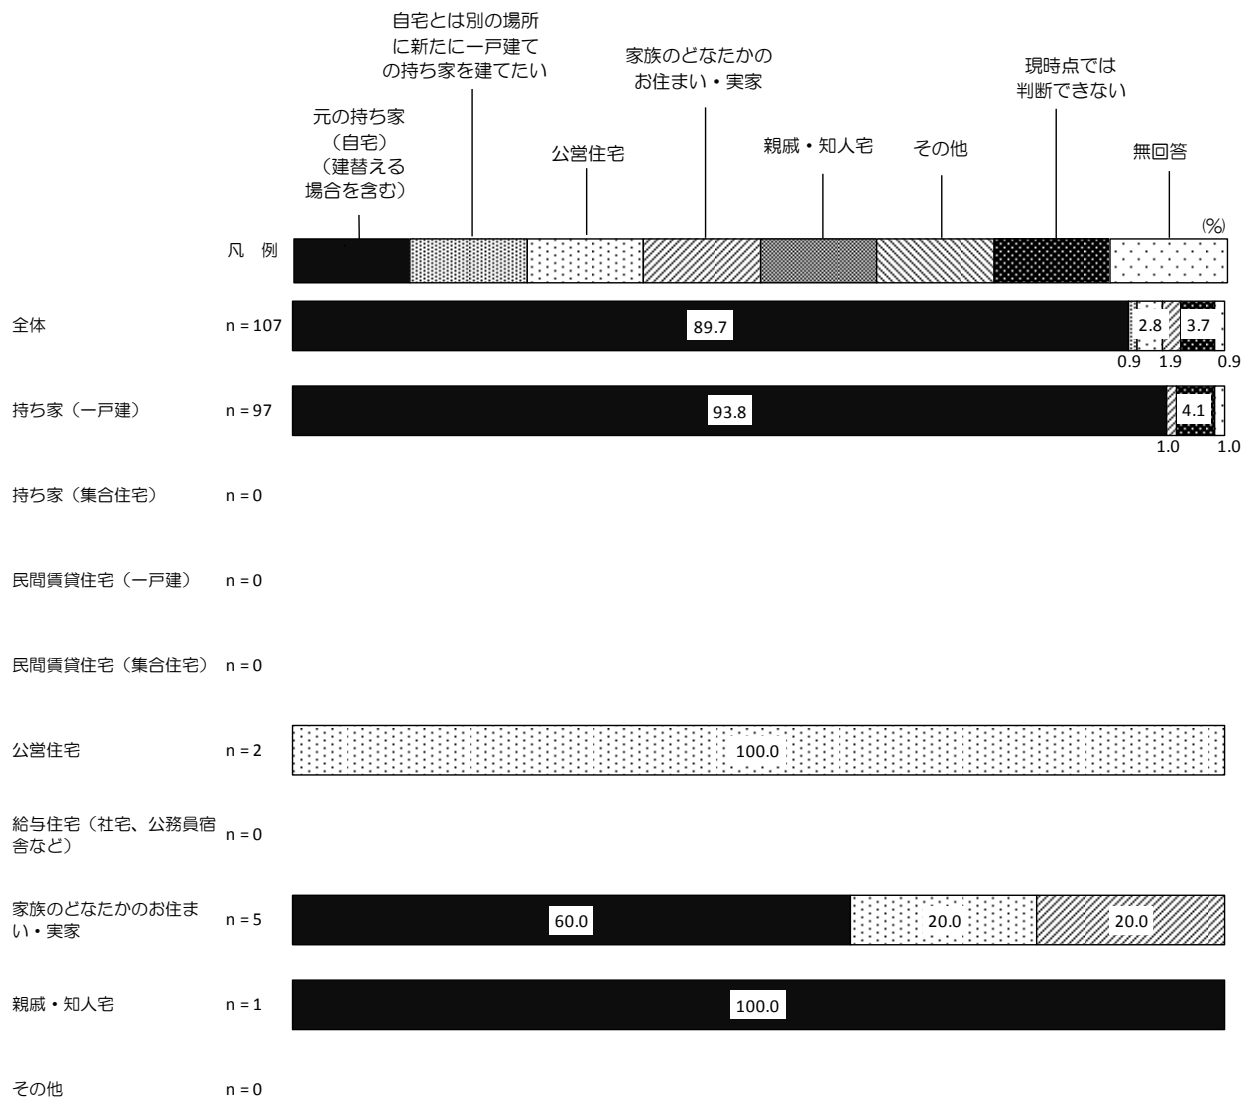 自宅とは別の場所
に新たに一戸建て
の持ち家を建てたい
家族のどなたかの
お住まい・実家
現時点では
判断できない
元の持ち家
（自宅）
（建替える
場合を含む）
公営住宅
親戚・知人宅
その他
無回答
(%)
凡 例
全体 n = 107 89.7 2.8 3.7
0.9 1.9 0.9
持ち家（一戸建） n = 97 93.8 4.1
1.0 1.0
持ち家（集合住宅） n = 0
民間賃貸住宅（一戸建） n = 0
民間賃貸住宅（集合住宅） n = 0
公営住宅 n = 2 100.0
給与住宅（社宅、公務員宿
舎など） n = 0
家族のどなたかのお住ま
い・実家 n = 5 60.0 20.0 20.0
親戚・知人宅 n = 1 100.0
その他 n = 0